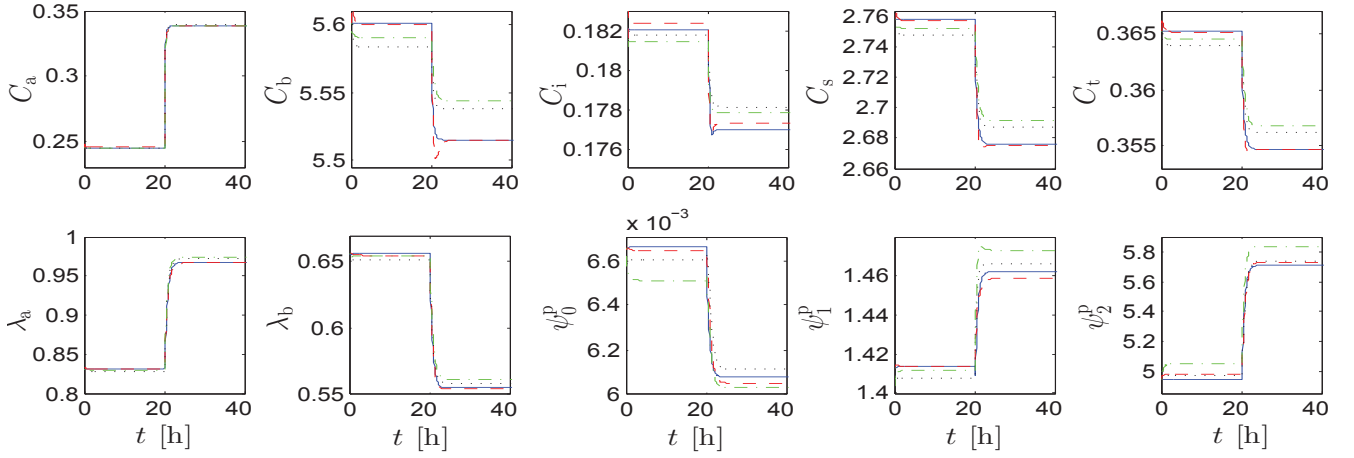 0.35
0.3
0.25
C_a
0 20 40
5.6
5.55
5.5
C_b
0 20 40
0.182
0.18
0.178
0.176
C_i
0 20 40
2.76
2.74
2.72
2.7
2.68
2.66
C_s
0 20 40
0.365
0.36
0.355
C_t
0 20 40
1
0.95
0.9
0.85
0.8
λ_a
0 20 40
t [h]
0.65
0.6
0.55
λ_b
0 20 40
t [h]
x 10^-3
6.6
6.4
6.2
6
ψ_0^p
0 20 40
t [h]
1.46
1.44
1.42
1.4
ψ_1^p
0 20 40
t [h]
5.8
5.6
5.4
5.2
5
ψ_2^p
0 20 40
t [h]